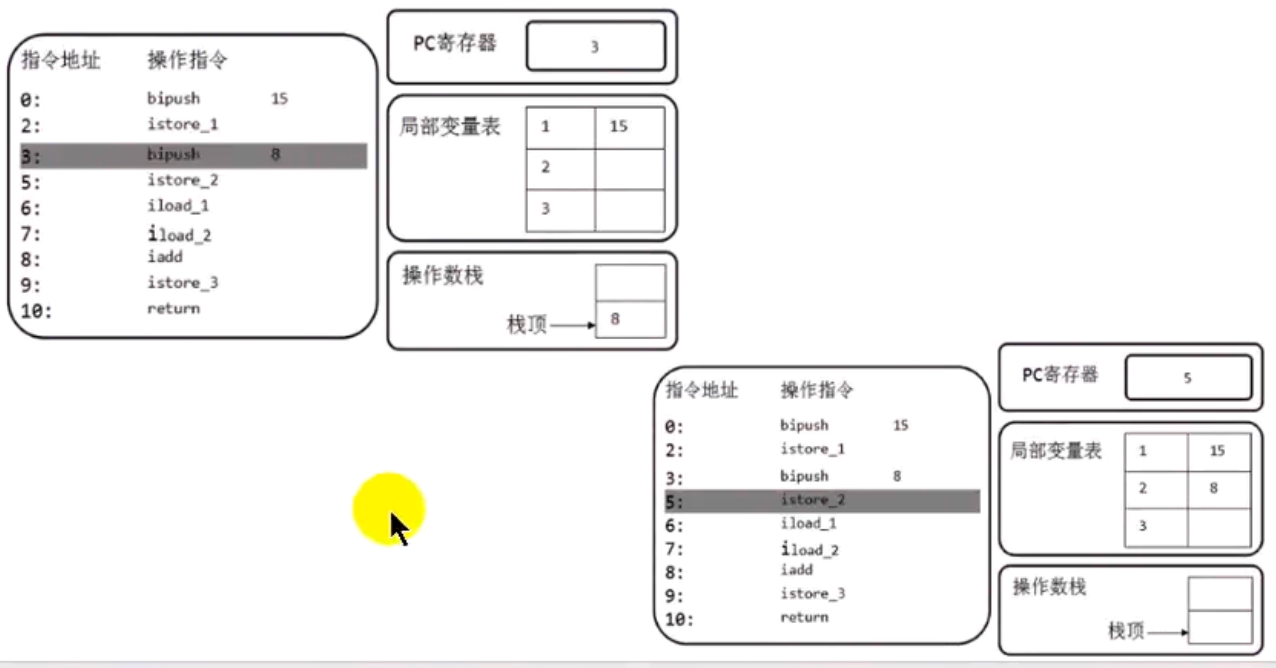 指令地址 操作指令
0: bipush 15
2: istore_1
3: bipush 8
5: istore_2
6: iload_1
7: iload_2
8: iadd
9: istore_3
10: return
PC寄存器 3
局部变量表 1 15
2
3
操作数栈
栈顶 8
指令地址 操作指令
0: bipush 15
2: istore_1
3: bipush 8
5: istore_2
6: iload_1
7: iload_2
8: iadd
9: istore_3
10: return
PC寄存器 5
局部变量表 1 15
2 8
3
操作数栈
栈顶